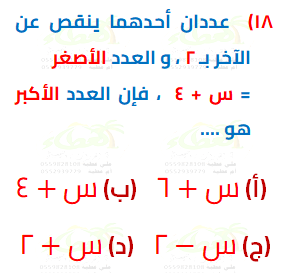 ١٨) عددان أحدهما ينقص عن
الآخر بـ ٢ ، و العدد الأصغر
= س + ٤ ، فإن العدد الأكبر
هو ....
(أ) س + ٦ (ب) س + ٤
(ج) س − ٢ (د) س + ٢